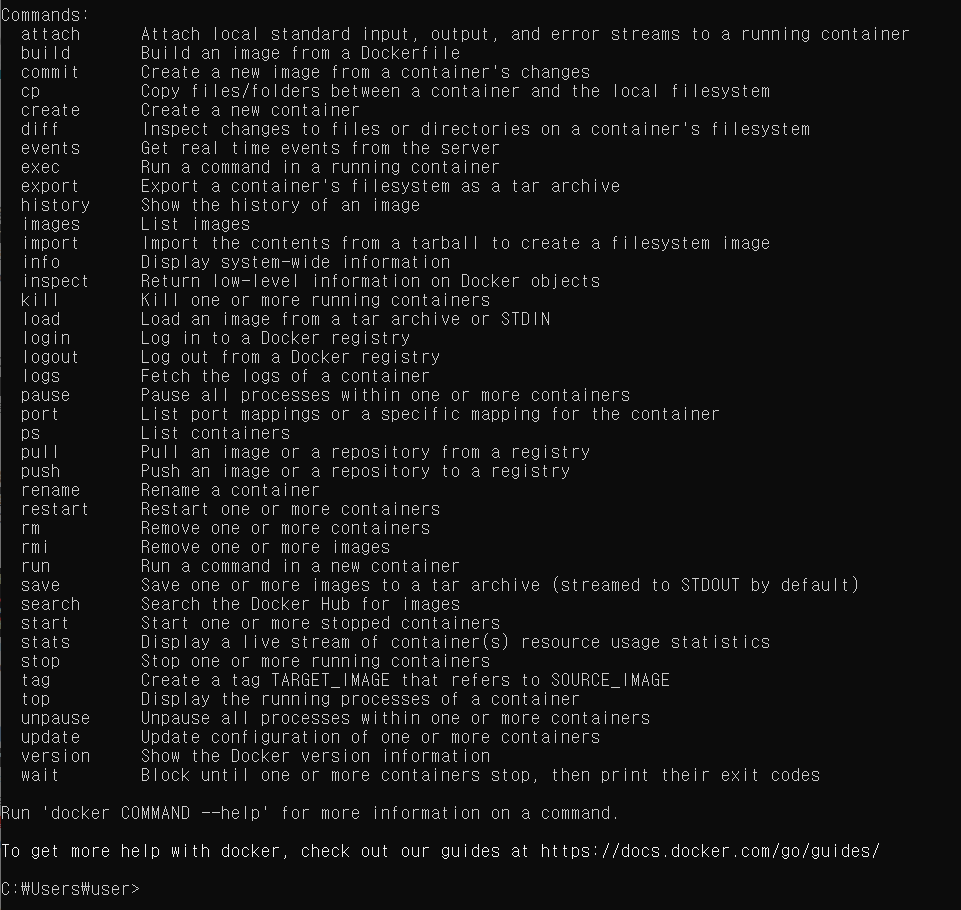 Commands:
  attach      Attach local standard input, output, and error streams to a running container
  build       Build an image from a Dockerfile
  commit      Create a new image from a container's changes
  cp          Copy files/folders between a container and the local filesystem
  create      Create a new container
  diff        Inspect changes to files or directories on a container's filesystem
  events      Get real time events from the server
  exec        Run a command in a running container
  export      Export a container's filesystem as a tar archive
  history     Show the history of an image
  images      List images
  import      Import the contents from a tarball to create a filesystem image
  info        Display system-wide information
  inspect     Return low-level information on Docker objects
  kill        Kill one or more running containers
  load        Load an image from a tar archive or STDIN
  login       Log in to a Docker registry
  logout      Log out from a Docker registry
  logs        Fetch the logs of a container
  pause       Pause all processes within one or more containers
  port        List port mappings or a specific mapping for the container
  ps          List containers
  pull        Pull an image or a repository from a registry
  push        Push an image or a repository to a registry
  rename      Rename a container
  restart     Restart one or more containers
  rm          Remove one or more containers
  rmi         Remove one or more images
  run         Run a command in a new container
  save        Save one or more images to a tar archive (streamed to STDOUT by default)
  search      Search the Docker Hub for images
  start       Start one or more stopped containers
  stats       Display a live stream of container(s) resource usage statistics
  stop        Stop one or more running containers
  tag         Create a tag TARGET_IMAGE that refers to SOURCE_IMAGE
  top         Display the running processes of a container
  unpause     Unpause all processes within one or more containers
  update      Update configuration of one or more containers
  version     Show the Docker version information
  wait        Block until one or more containers stop, then print their exit codes

Run 'docker COMMAND --help' for more information on a command.

To get more help with docker, check out our guides at https://docs.docker.com/go/guides/

C:₩Users₩user>